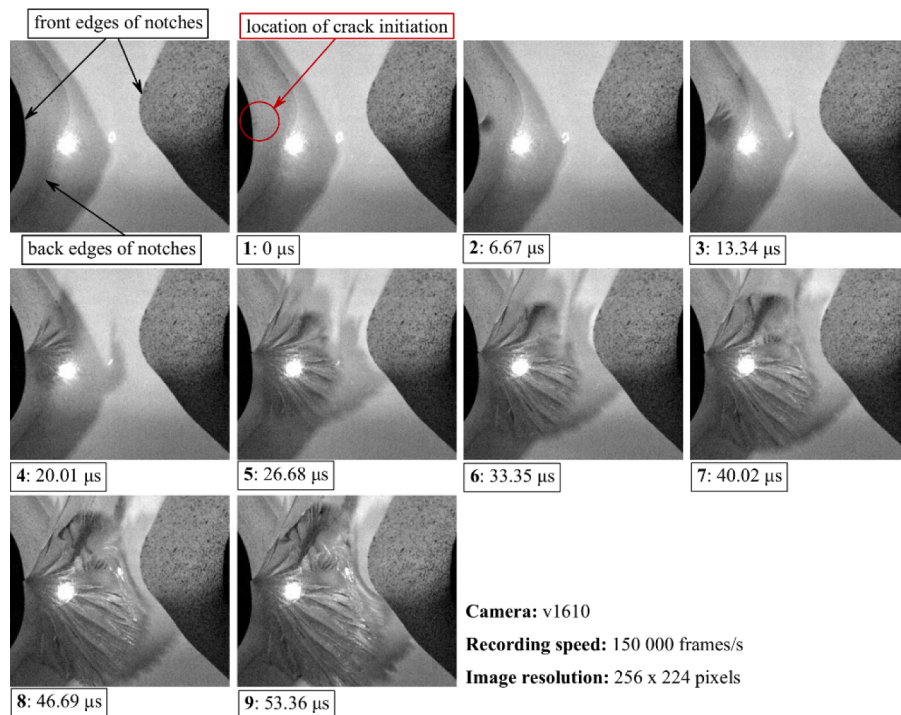 front edges of notches
location of crack initiation
back edges of notches
1: 0 µs
2: 6.67 µs
3: 13.34 µs
4: 20.01 µs
5: 26.68 µs
6: 33.35 µs
7: 40.02 µs
8: 46.69 µs
9: 53.36 µs
Camera: v1610
Recording speed: 150 000 frames/s
Image resolution: 256 x 224 pixels